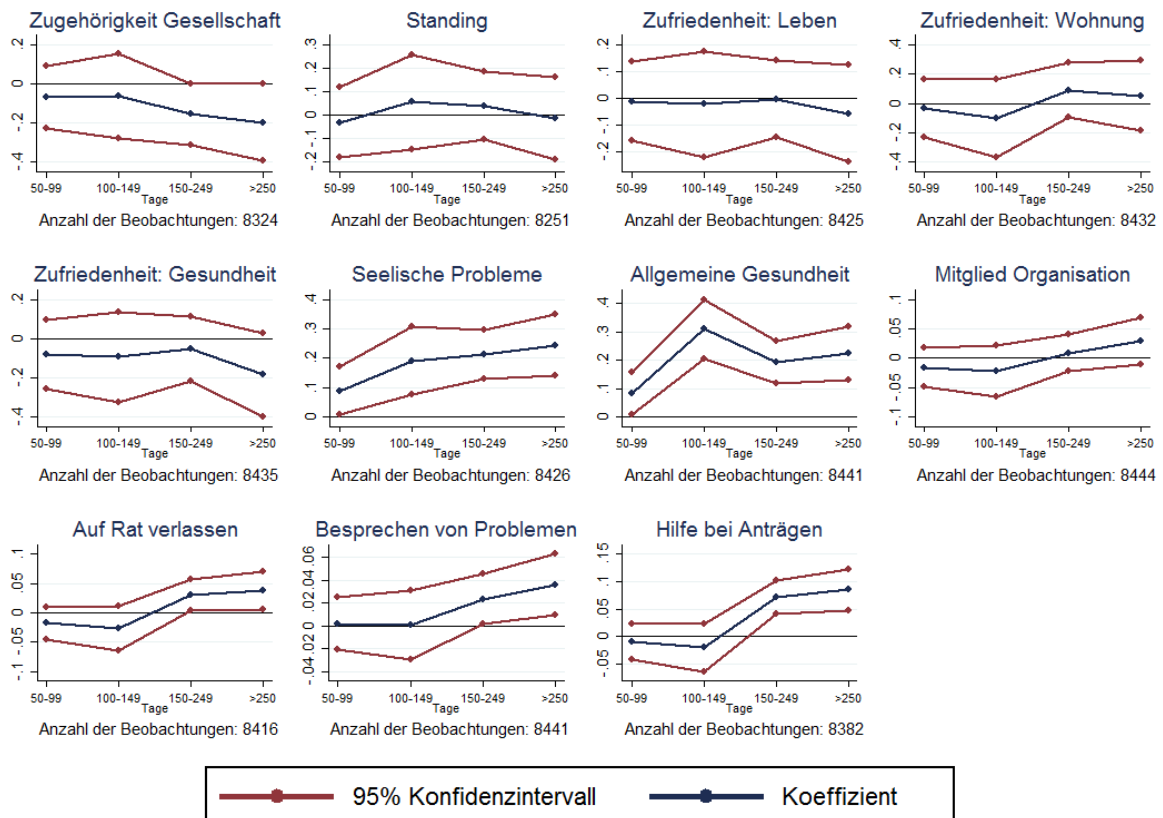 Zugehörigkeit Gesellschaft
.2
0
-.2
-.4
50-99 100-149 150-249 >250
Tage
Anzahl der Beobachtungen: 8324
Standing
.3
.2
.1
0
-.1
-.2
50-99 100-149 150-249 >250
Tage
Anzahl der Beobachtungen: 8251
Zufriedenheit: Leben
.2
.1
0
-.1
-.2
50-99 100-149 150-249 >250
Tage
Anzahl der Beobachtungen: 8425
Zufriedenheit: Wohnung
.4
.2
0
-.2
-.4
50-99 100-149 150-249 >250
Tage
Anzahl der Beobachtungen: 8432
Zufriedenheit: Gesundheit
.2
0
-.2
-.4
50-99 100-149 150-249 >250
Tage
Anzahl der Beobachtungen: 8435
Seelische Probleme
.4
.3
.2
.1
0
50-99 100-149 150-249 >250
Tage
Anzahl der Beobachtungen: 8426
Allgemeine Gesundheit
.4
.3
.2
.1
0
50-99 100-149 150-249 >250
Tage
Anzahl der Beobachtungen: 8441
Mitglied Organisation
.1
.05
0
-.05
-.1
50-99 100-149 150-249 >250
Tage
Anzahl der Beobachtungen: 8444
Auf Rat verlassen
.1
.05
0
-.05
-.1
50-99 100-149 150-249 >250
Tage
Anzahl der Beobachtungen: 8416
Besprechen von Problemen
.06
.04
.02
0
-.02
-.04
50-99 100-149 150-249 >250
Tage
Anzahl der Beobachtungen: 8441
Hilfe bei Anträgen
.15
.1
.05
0
-.05
50-99 100-149 150-249 >250
Tage
Anzahl der Beobachtungen: 8382
95% Konfidenzintervall Koeffizient